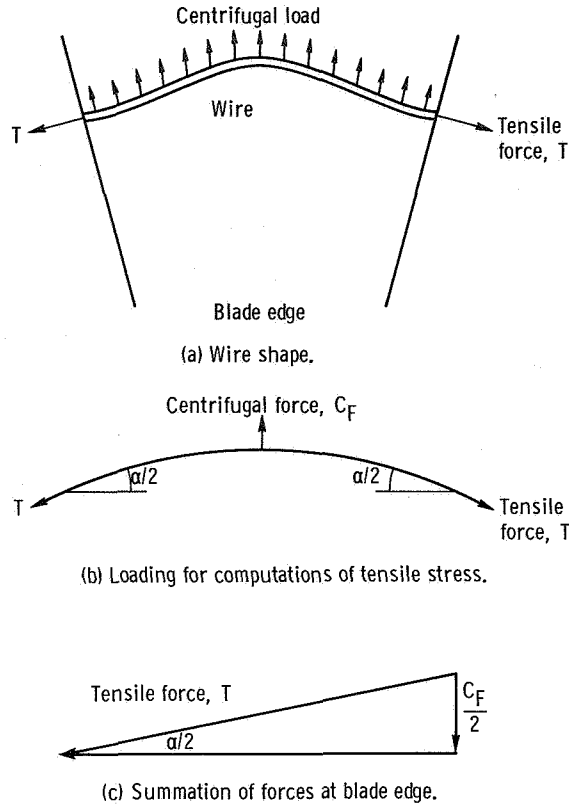 Centrifugal load
Wire
T
Tensile
force, T
Blade edge
(a) Wire shape.
Centrifugal force, C_F
α/2
α/2
T
Tensile
force, T
(b) Loading for computations of tensile stress.
Tensile force, T
C_F
2
α/2
(c) Summation of forces at blade edge.